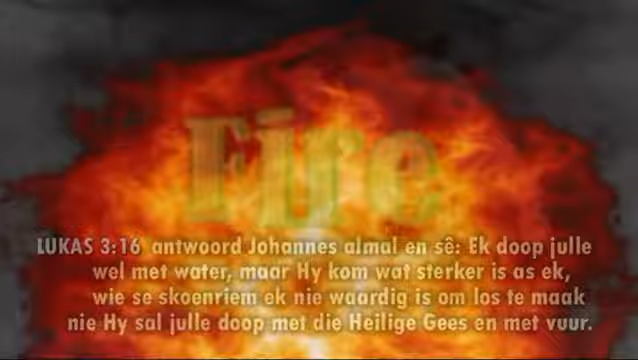 Fire
LUKAS 3:16 antwoord Johannes almal en sê: Ek doop julle
wel met water, maar Hy kom wat sterker is as ek,
wie se skoenriem ek nie waardig is om los te maak
nie Hy sal julle doop met die Heilige Gees en met vuur.